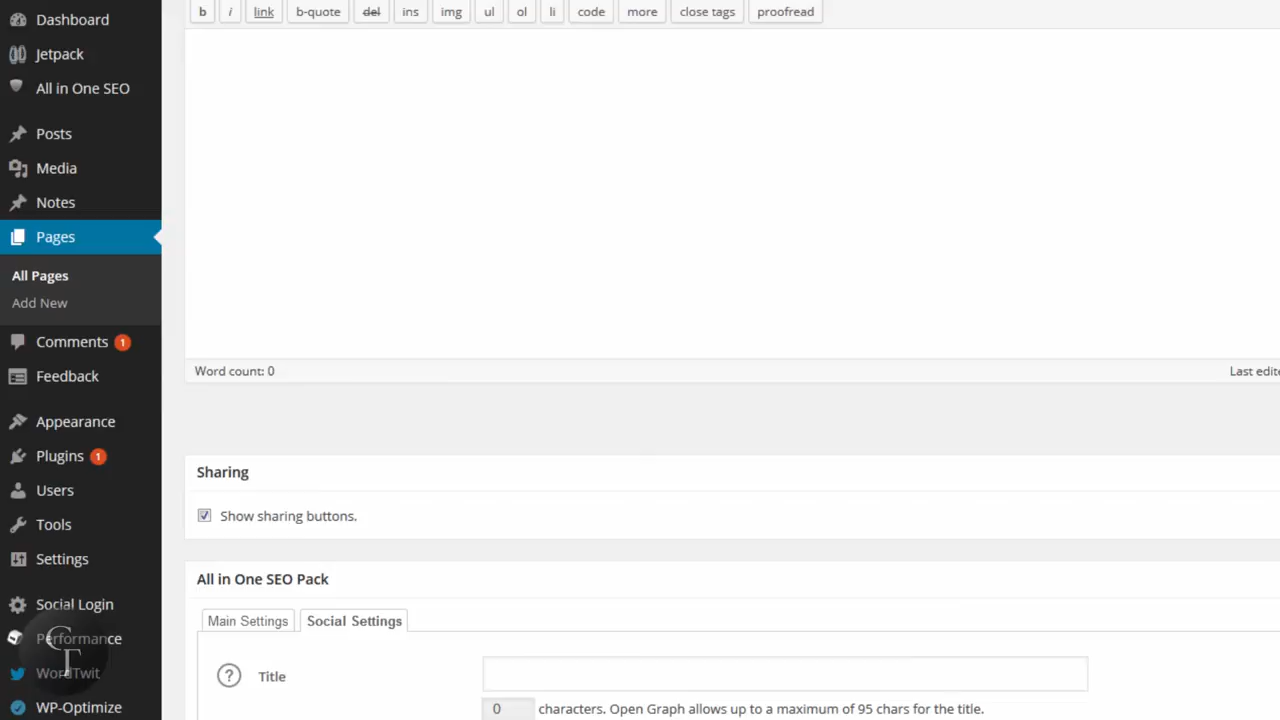 Dashboard
Jetpack
All in One SEO
Posts
Media
Notes
Pages
All Pages
Add New
Comments 1
Feedback
Appearance
Plugins 1
Users
Tools
Settings
Social Login
Performance
WordTwit
WP-Optimize
b i link b-quote del ins img ul ol li code more close tags proofread
Word count: 0
Last edite
Sharing
Show sharing buttons.
All in One SEO Pack
Main Settings Social Settings
? Title
0 characters. Open Graph allows up to a maximum of 95 chars for the title.
CT